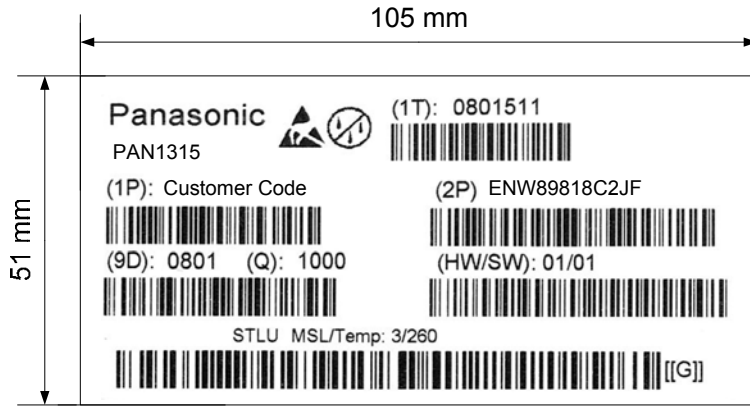 105 mm
51 mm
Panasonic
(1T): 0801511
PAN1315
(1P): Customer Code
(2P) ENW89818C2JF
(9D): 0801 (Q): 1000
(HW/SW): 01/01
STLU MSL/Temp: 3/260
[[G]]